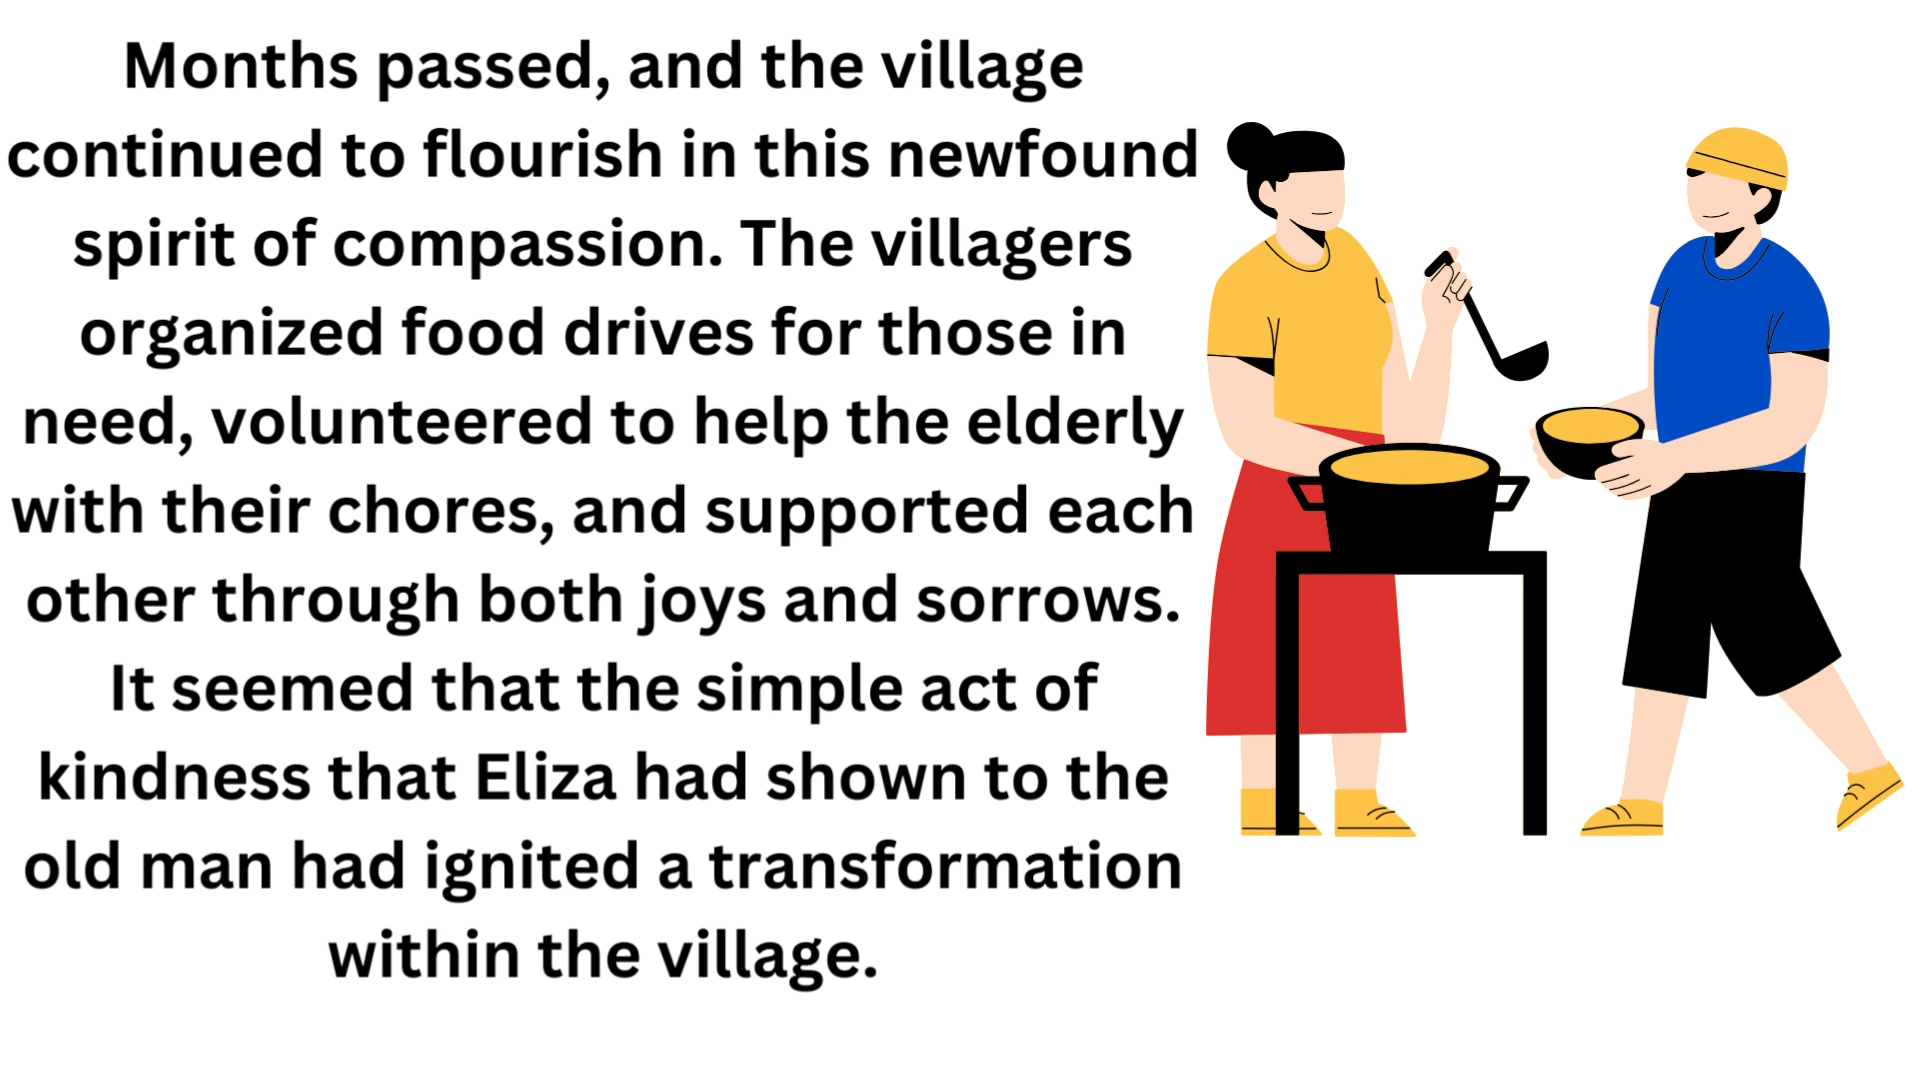 Months passed, and the village
continued to flourish in this newfound
spirit of compassion. The villagers
organized food drives for those in
need, volunteered to help the elderly
with their chores, and supported each
other through both joys and sorrows.
It seemed that the simple act of
kindness that Eliza had shown to the
old man had ignited a transformation
within the village.